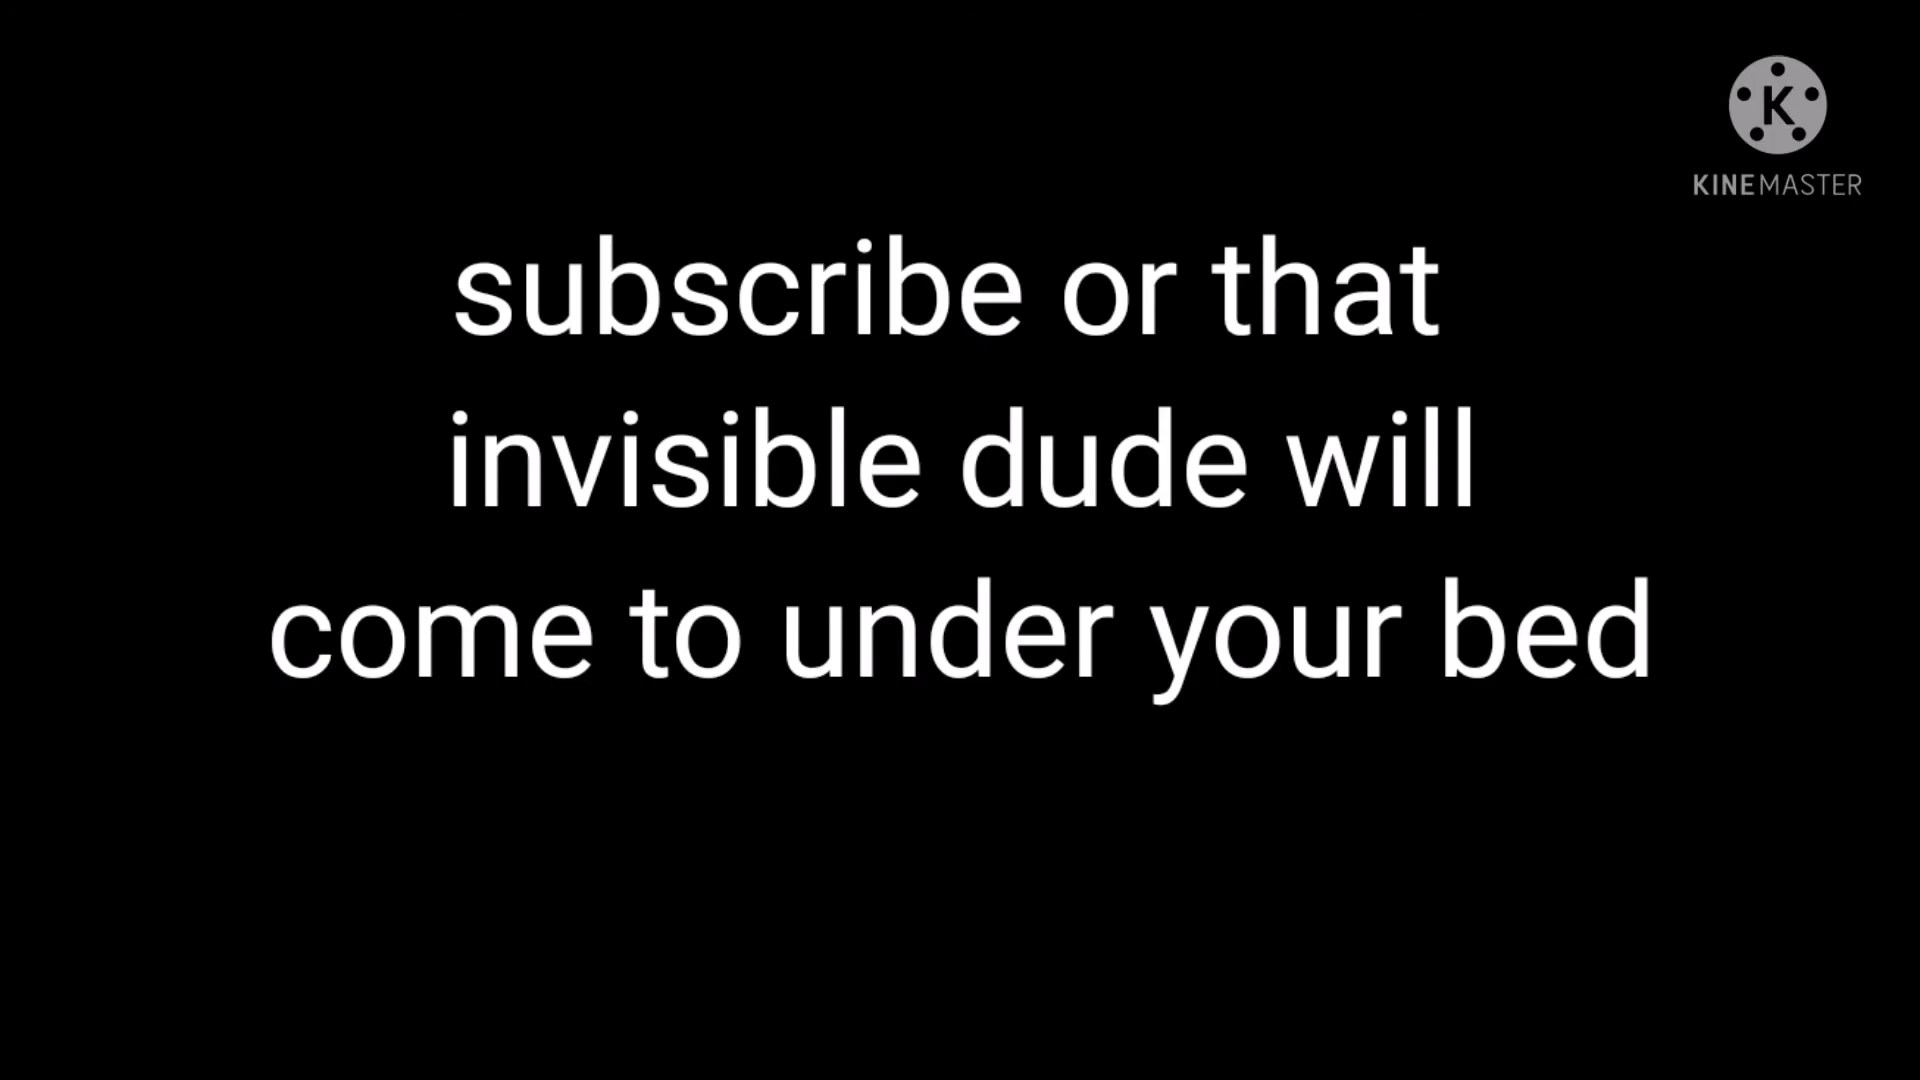 K
KINEMASTER
subscribe or that
invisible dude will
come to under your bed